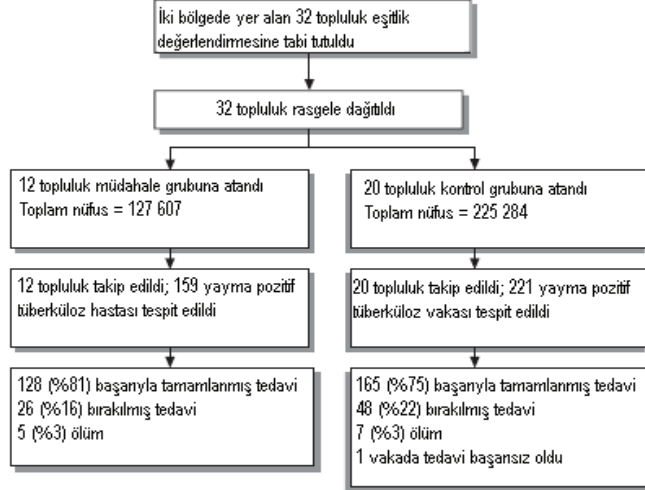 İki bölgede yer alan 32 topluluk eşitlik
değerlendirmesine tabi tutuldu
32 topluluk rasgele dağıtıldı
12 topluluk müdahale grubuna atandı
Toplam nüfus = 127 607
20 topluluk kontrol grubuna atandı
Toplam nüfus = 225 284
12 topluluk takip edildi; 159 yayma pozitif
tüberküloz hastası tespit edildi
20 topluluk takip edildi; 221 yayma pozitif
tüberküloz vakası tespit edildi
128 (%81) başarıyla tamamlanmış tedavi
26 (%16) bırakılmış tedavi
5 (%3) ölüm
165 (%75) başarıyla tamamlanmış tedavi
48 (%22) bırakılmış tedavi
7 (%3) ölüm
1 vakada tedavi başarısız oldu